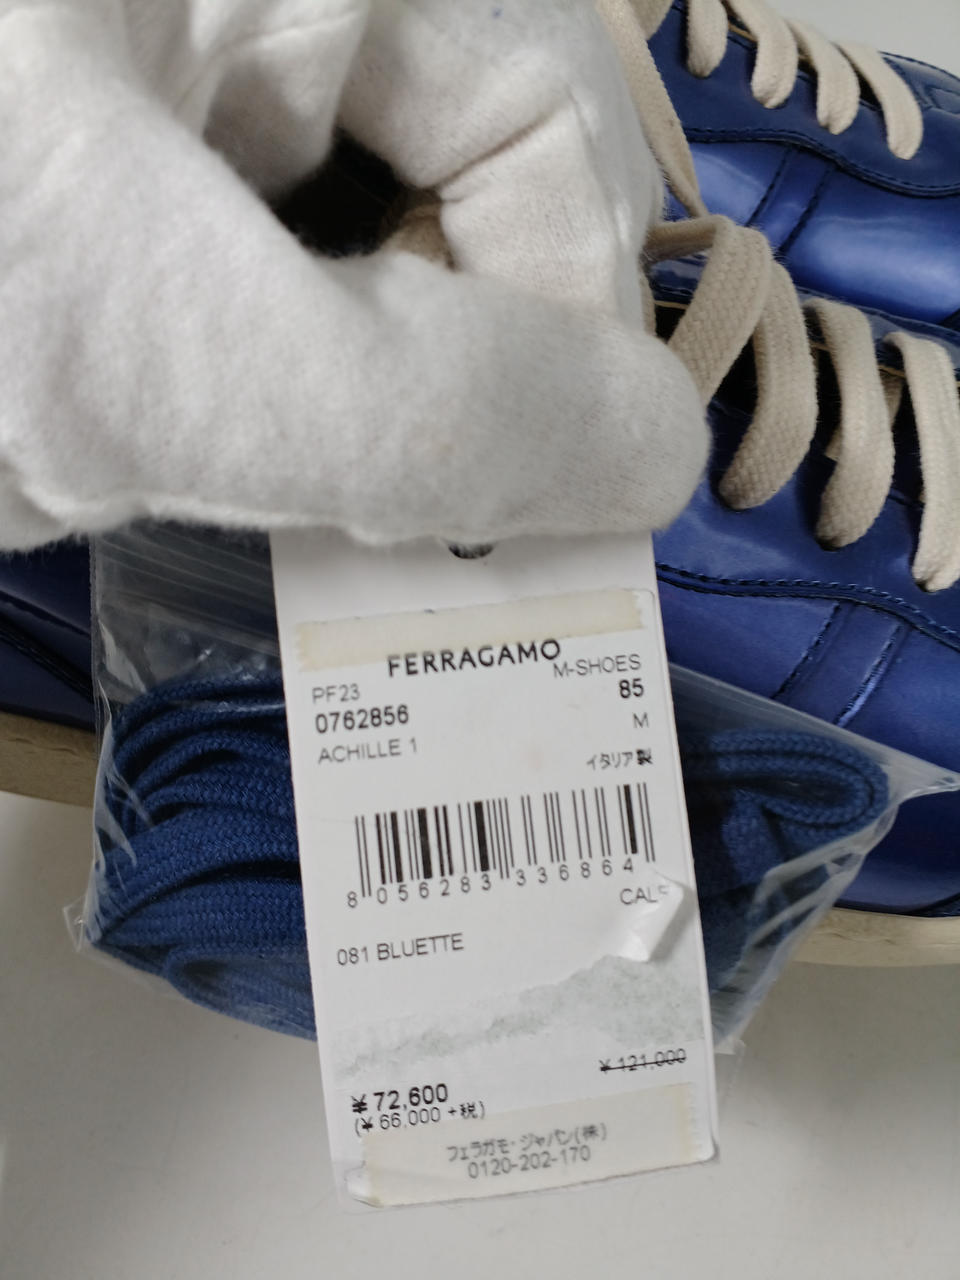 FERRAGAMO
PF23 M-SHOES
0762856 85
ACHILLE 1 M
イタリア製
8 056283 336864
CALF
081 BLUETTE
¥ 121,000
¥ 72,600
(¥ 66,000 +税)
フェラガモ・ジャパン(株)
0120-202-170